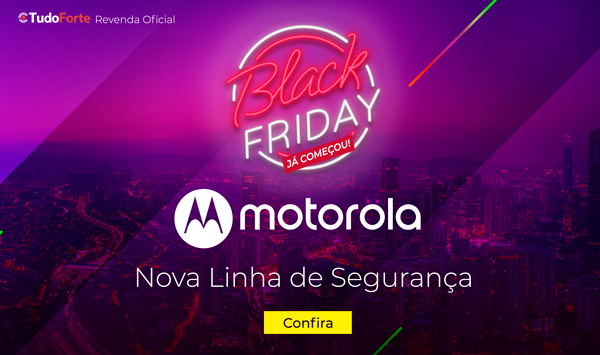 TudoForte Revenda Oficial
Black
FRIDAY
JÁ COMEÇOU!
motorola
Nova Linha de Segurança
Confira